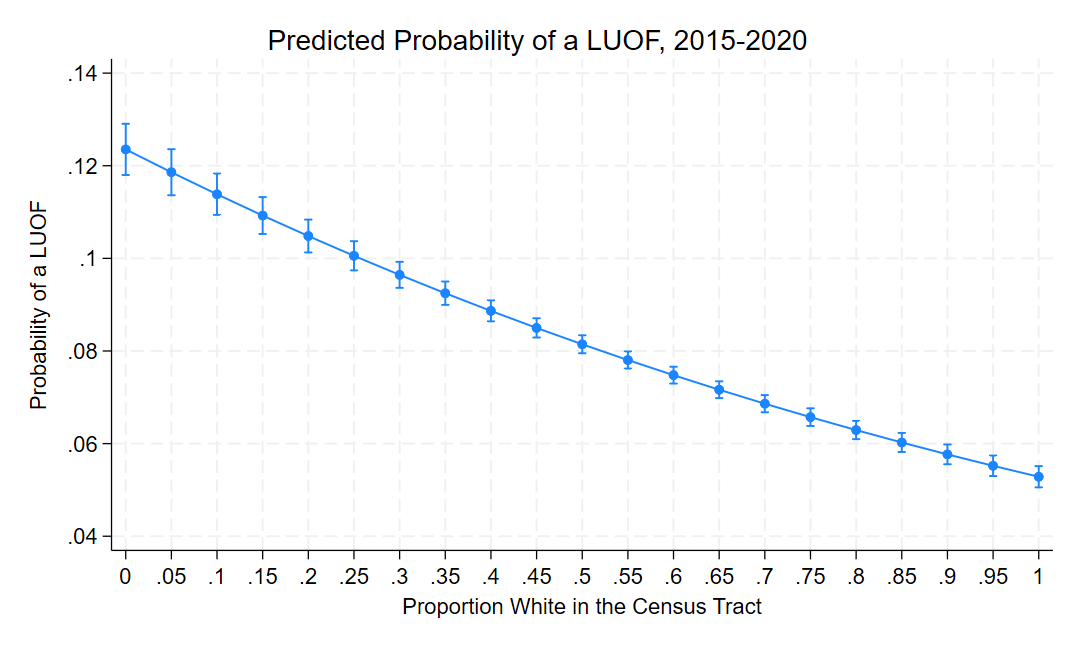 Predicted Probability of a LUOF, 2015-2020
Probability of a LUOF
.14
.12
.1
.08
.06
.04
0 .05 .1 .15 .2 .25 .3 .35 .4 .45 .5 .55 .6 .65 .7 .75 .8 .85 .9 .95 1
Proportion White in the Census Tract